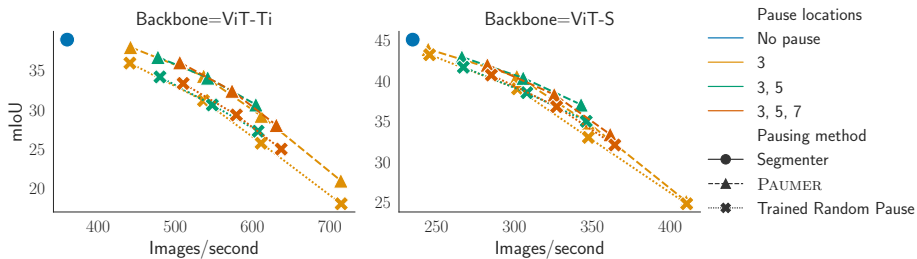 Backbone=ViT-Ti
Backbone=ViT-S
mIoU
35
30
25
20
400
500
600
700
Images/second
45
40
35
30
25
250
300
350
400
Images/second
Pause locations
No pause
3
3, 5
3, 5, 7
Pausing method
Segmenter
PAUMER
Trained Random Pause